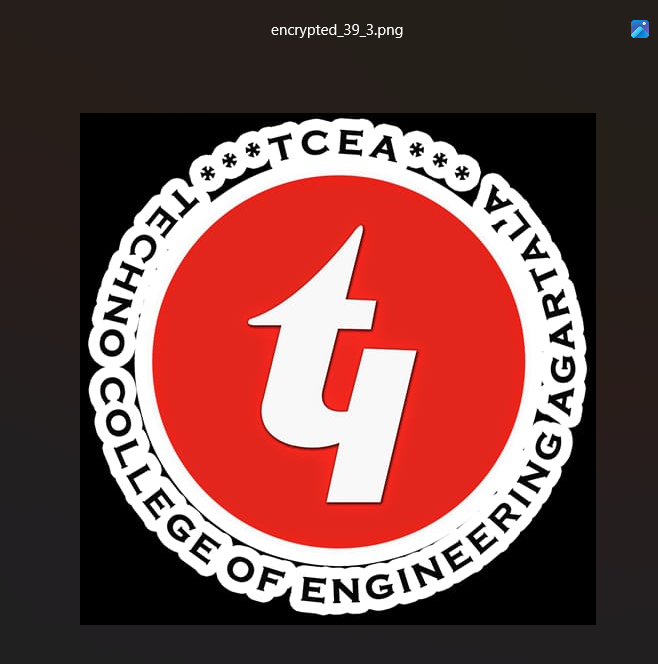 encrypted_39_3.png
***TCEA***
TECHNO COLLEGE OF ENGINEERING AGARTALA